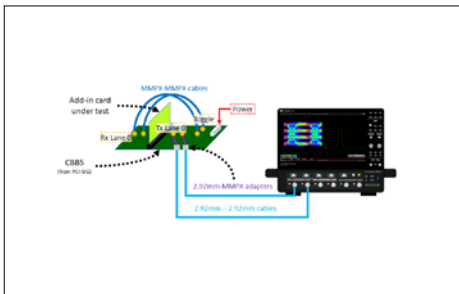 MMPX-MMPX cables
Add-in card
under test
Toggle
Power
Rx Lane 0
Tx Lane 0
CBB5
(from PCI-SIG)
2.92mm-MMPX adapters
2.92mm – 2.92mm cables